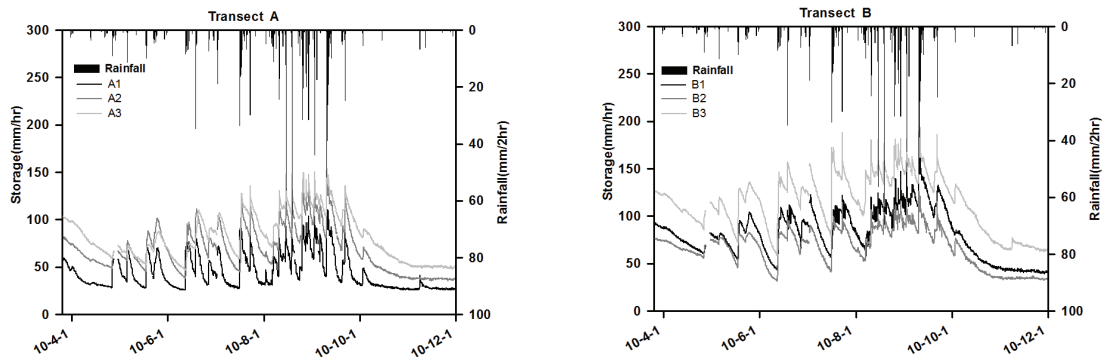 Transect A
300
250
200
150
100
50
0
Storage(mm/hr)
0
20
40
60
80
100
Rainfall(mm/2hr)
Rainfall
A1
A2
A3
10-4-1
10-6-1
10-8-1
10-10-1
10-12-1
Transect B
300
250
200
150
100
50
0
Storage(mm/hr)
0
20
40
60
80
100
Rainfall(mm/2hr)
Rainfall
B1
B2
B3
10-4-1
10-6-1
10-8-1
10-10-1
10-12-1